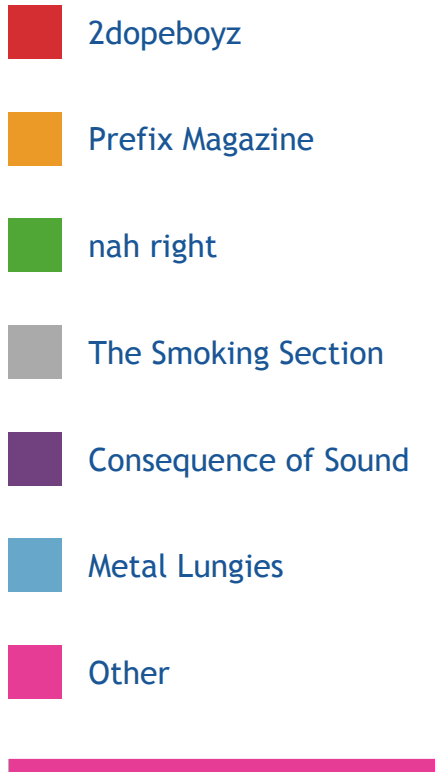 2dopeboyz
Prefix Magazine
nah right
The Smoking Section
Consequence of Sound
Metal Lungies
Other